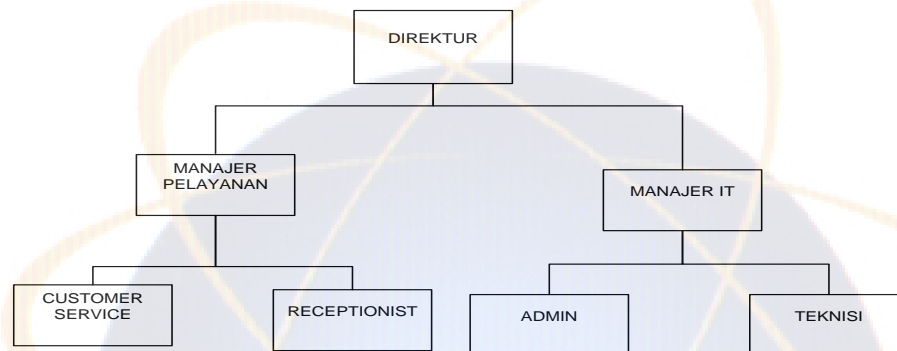 DIREKTUR
MANAJER
PELAYANAN
MANAJER IT
CUSTOMER
SERVICE
RECEPTIONIST
ADMIN
TEKNISI